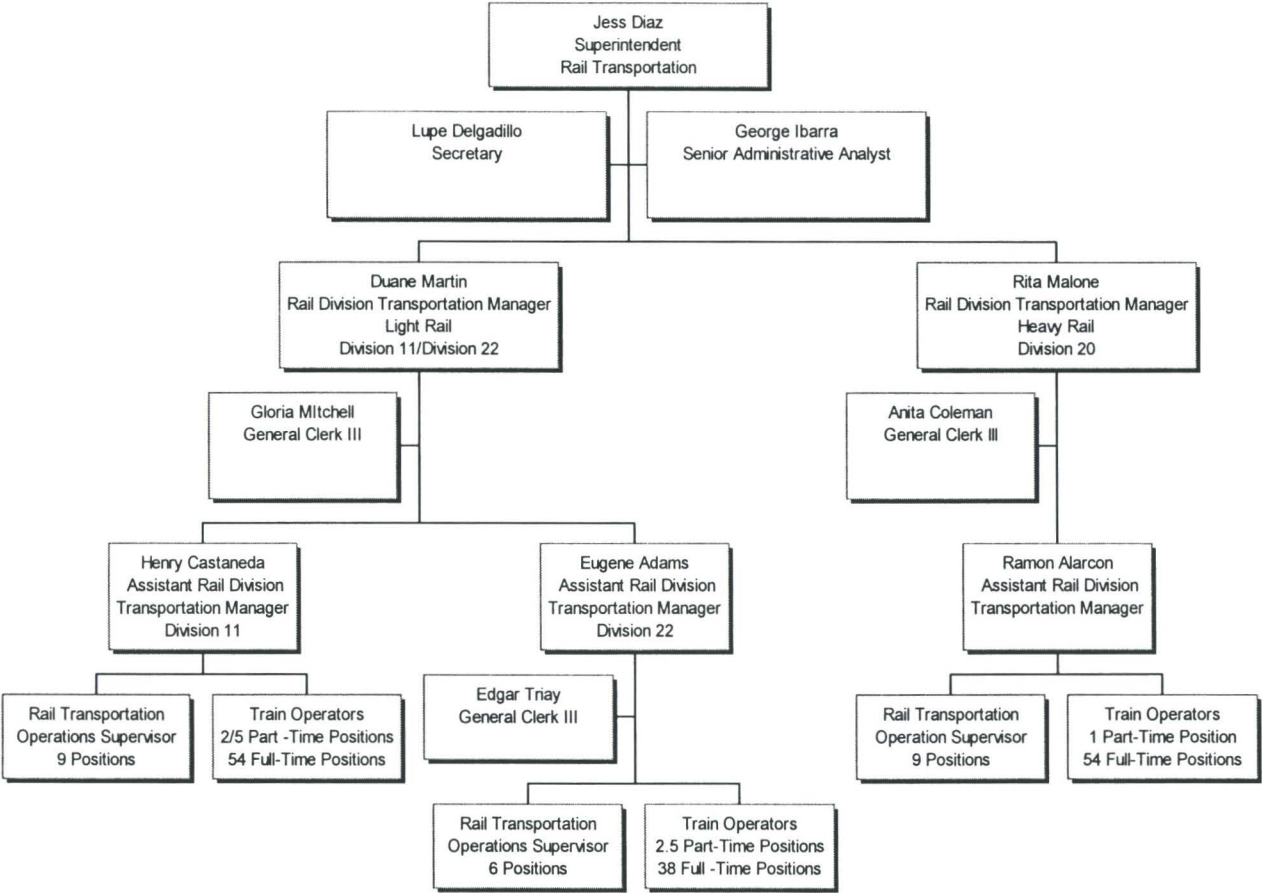 Jess Diaz
Superintendent
Rail Transportation
Lupe Delgadillo
Secretary
George Ibarra
Senior Administrative Analyst
Duane Martin
Rail Division Transportation Manager
Light Rail
Division 11/Division 22
Rita Malone
Rail Division Transportation Manager
Heavy Rail
Division 20
Gloria MItchell
General Clerk III
Anita Coleman
General Clerk III
Henry Castaneda
Assistant Rail Division
Transportation Manager
Division 11
Eugene Adams
Assistant Rail Division
Transportation Manager
Division 22
Ramon Alarcon
Assistant Rail Division
Transportation Manager
Rail Transportation
Operations Supervisor
9 Positions
Train Operators
2/5 Part -Time Positions
54 Full-Time Positions
Edgar Triay
General Clerk III
Rail Transportation
Operation Supervisor
9 Positions
Train Operators
1 Part-Time Position
54 Full-Time Positions
Rail Transportation
Operations Supervisor
6 Positions
Train Operators
2.5 Part-Time Positions
38 Full -Time Positions